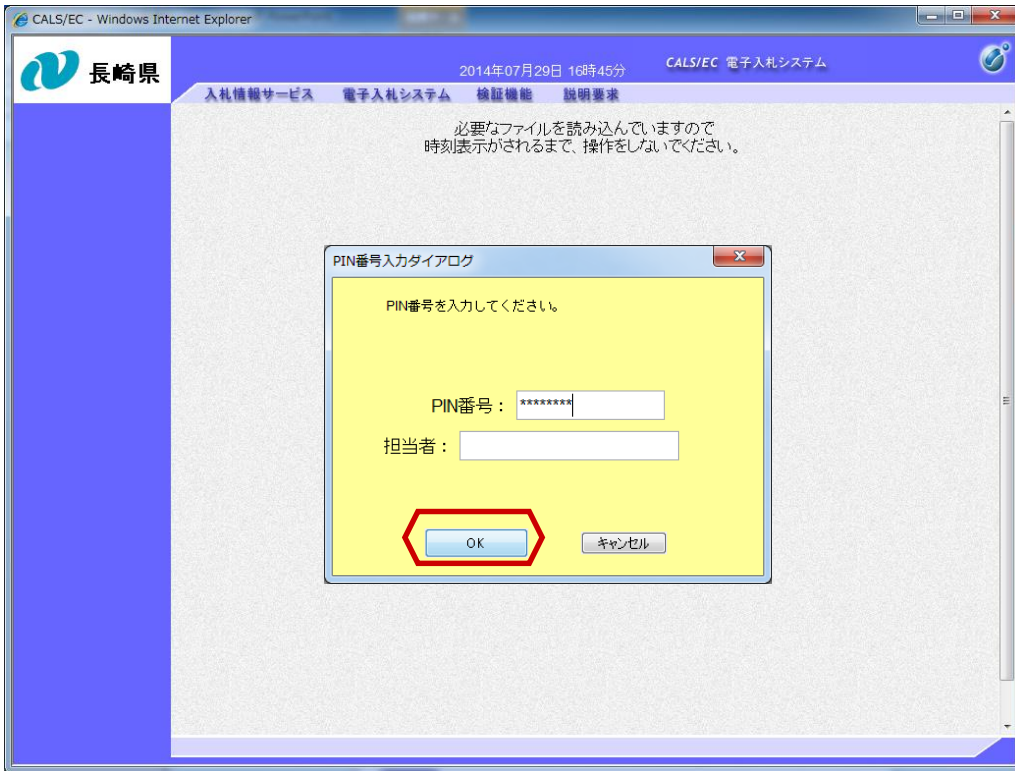 CALS/EC - Windows Internet Explorer
長崎県
2014年07月29日 16時45分
CALS/EC 電子入札システム
入札情報サービス 電子入札システム 検証機能 説明要求
必要なファイルを読み込んでいますので
時刻表示がされるまで、操作をしないでください。
PIN番号入力ダイアログ
PIN番号を入力してください。
PIN番号： ********
担当者：
OK キャンセル